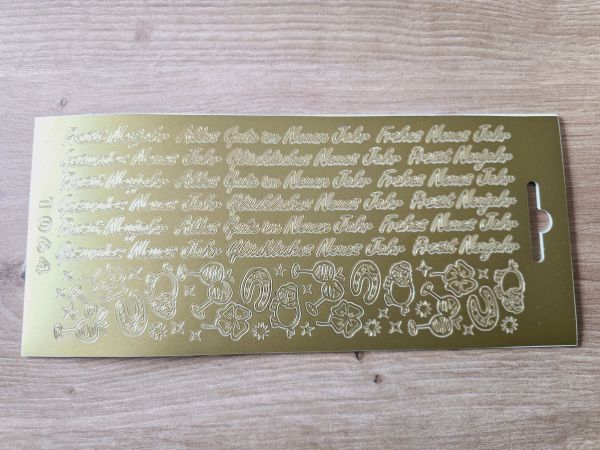 Prosit Neujahr Alles Gute im Neuen Jahr Frohes Neues Jahr
Gesundes Neues Jahr Glückliches Neues Jahr Prosit Neujahr
Prosit Neujahr Alles Gute im Neuen Jahr Frohes Neues Jahr
Gesundes Neues Jahr Glückliches Neues Jahr Prosit Neujahr
Prosit Neujahr Alles Gute im Neuen Jahr Frohes Neues Jahr
Gesundes Neues Jahr Glückliches Neues Jahr Prosit Neujahr
1064